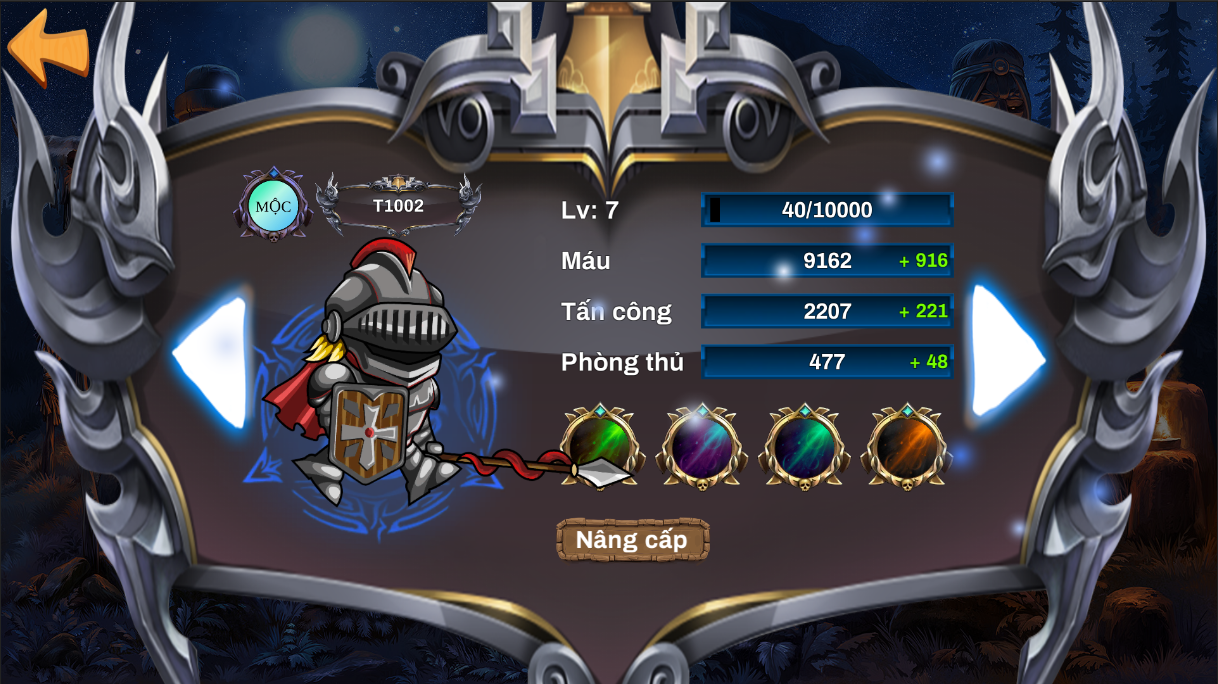 MỘC
T1002
Lv: 7
40/10000
Máu
9162
+ 916
Tấn công
2207
+ 221
Phòng thủ
477
+ 48
Nâng cấp